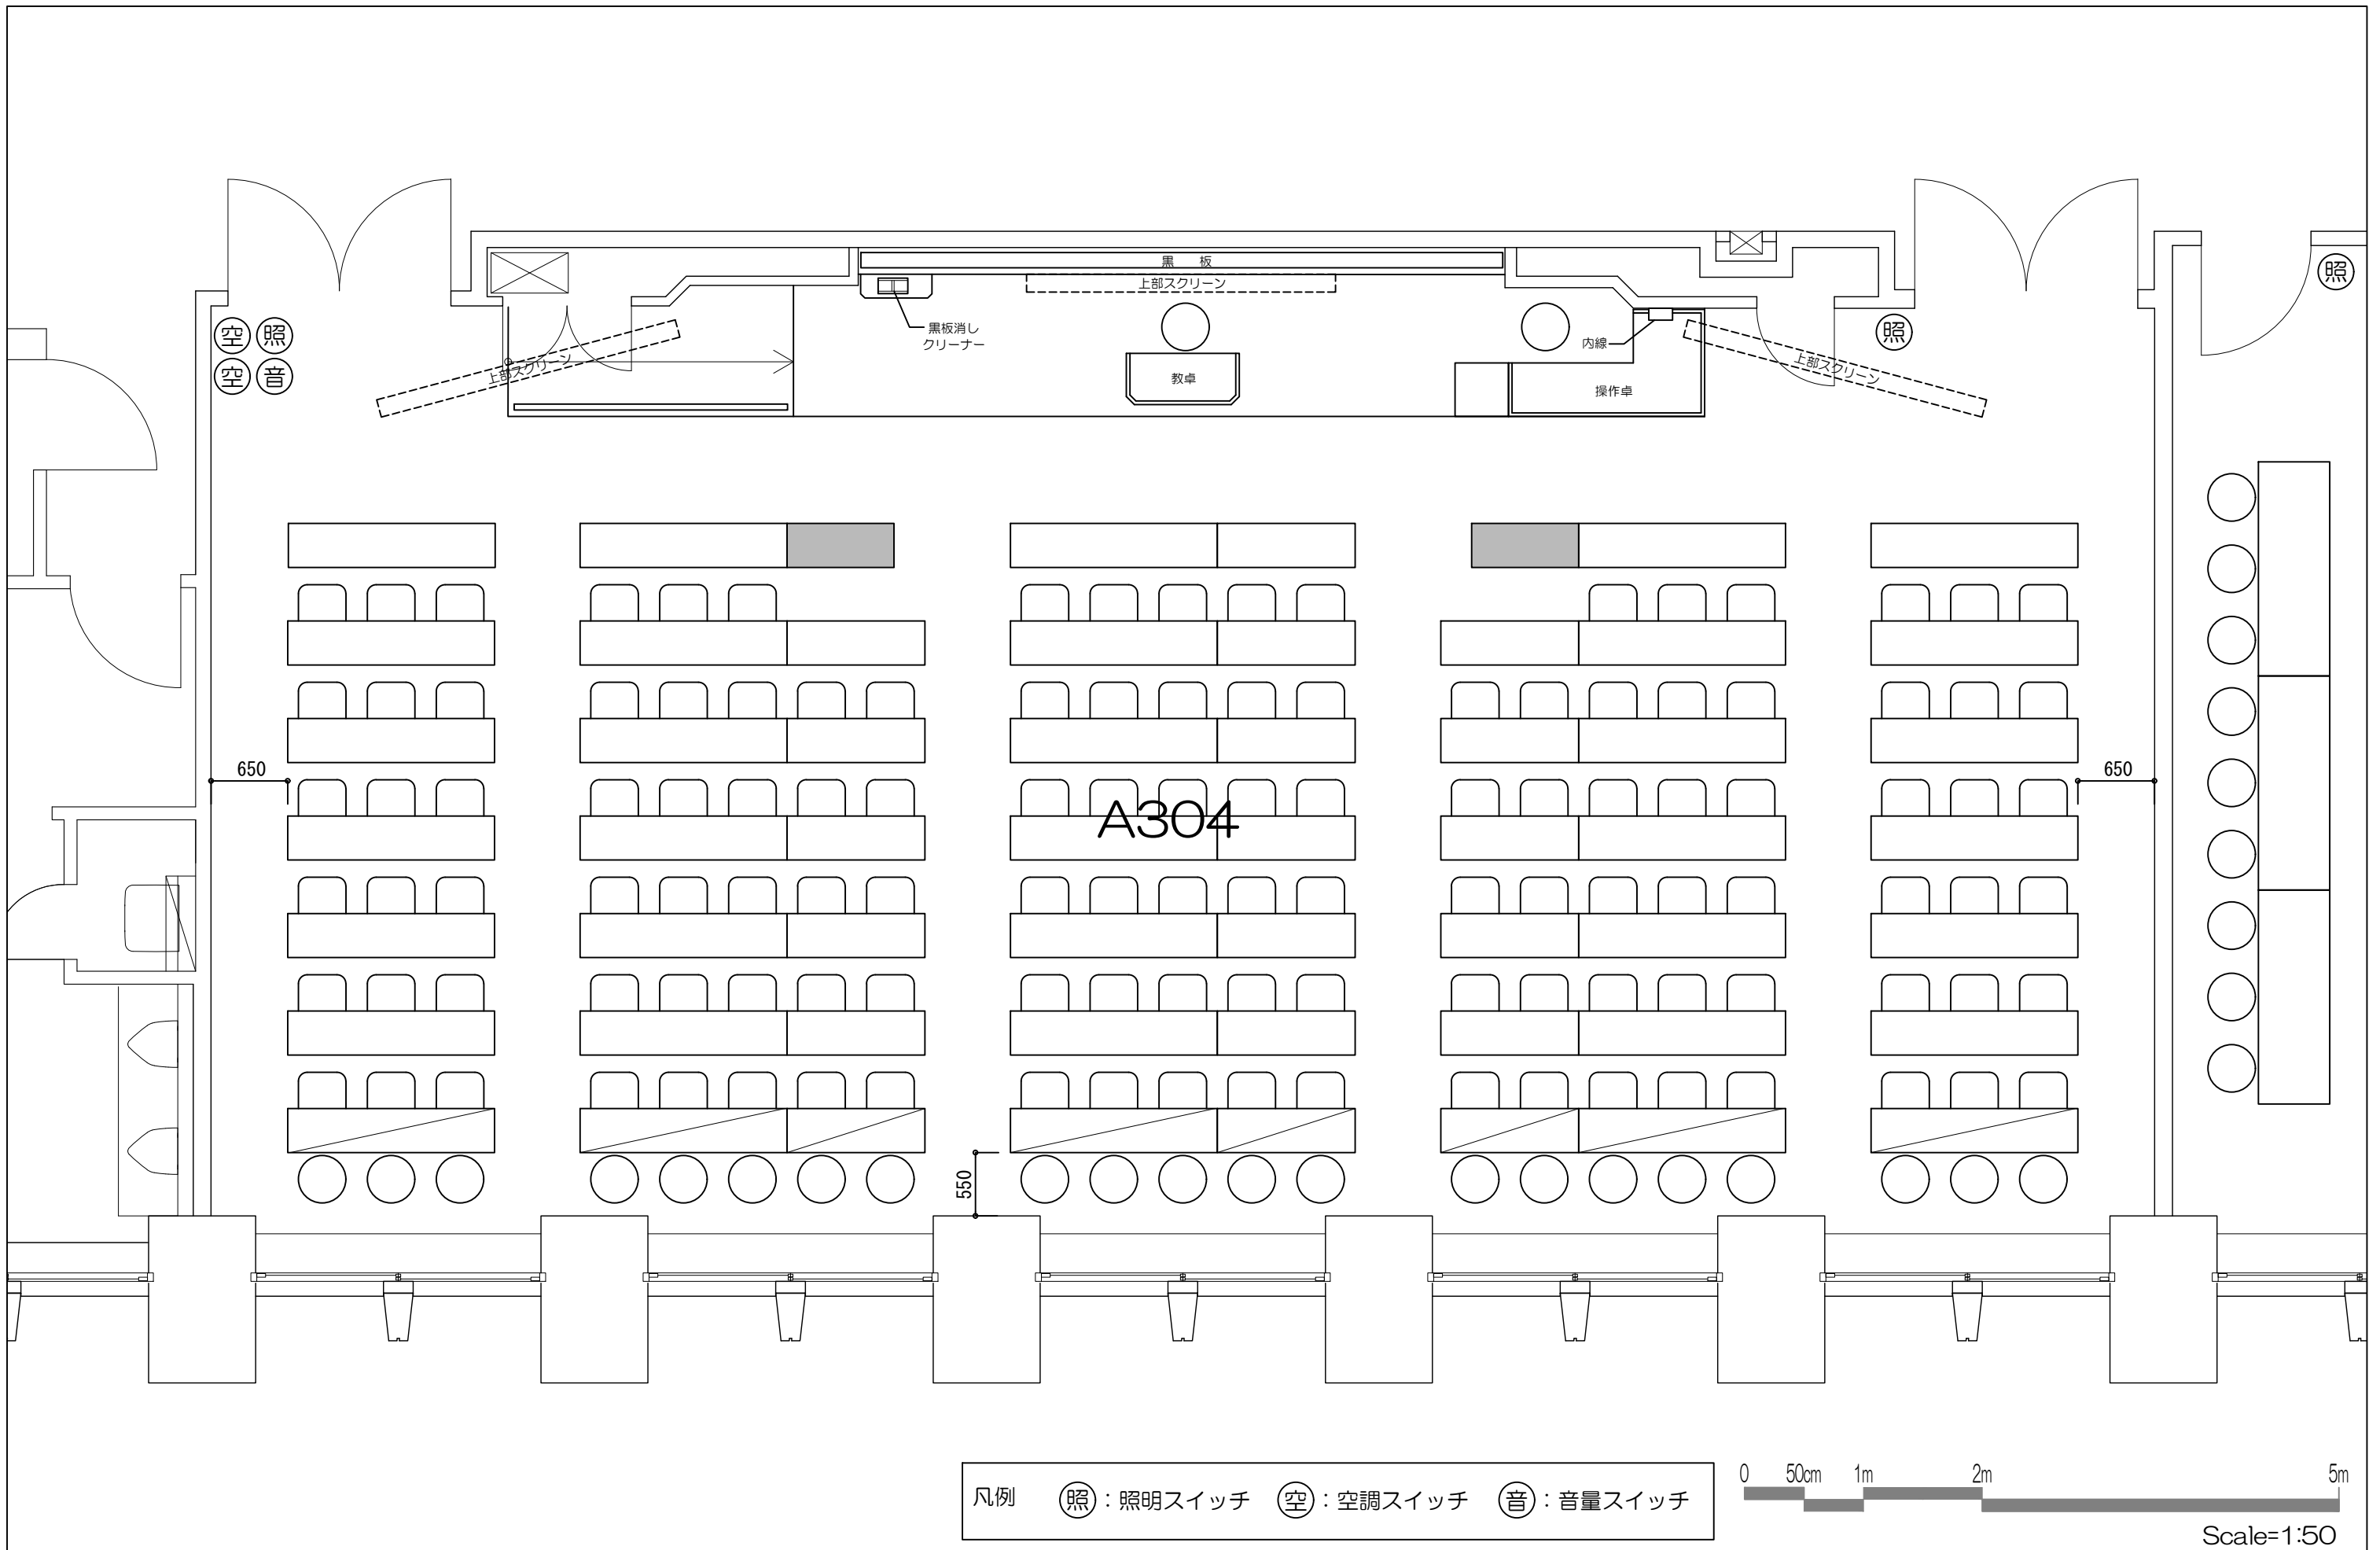 黒　板
上部スクリーン
黒板消し
クリーナー
内線
教卓
操作卓
上部スクリーン
上部スクリーン
空 照
空 音
照
照
650
650
A304
550
凡例 照：照明スイッチ 空：空調スイッチ 音：音量スイッチ
0 50cm 1m 2m 5m
Scale=1:50